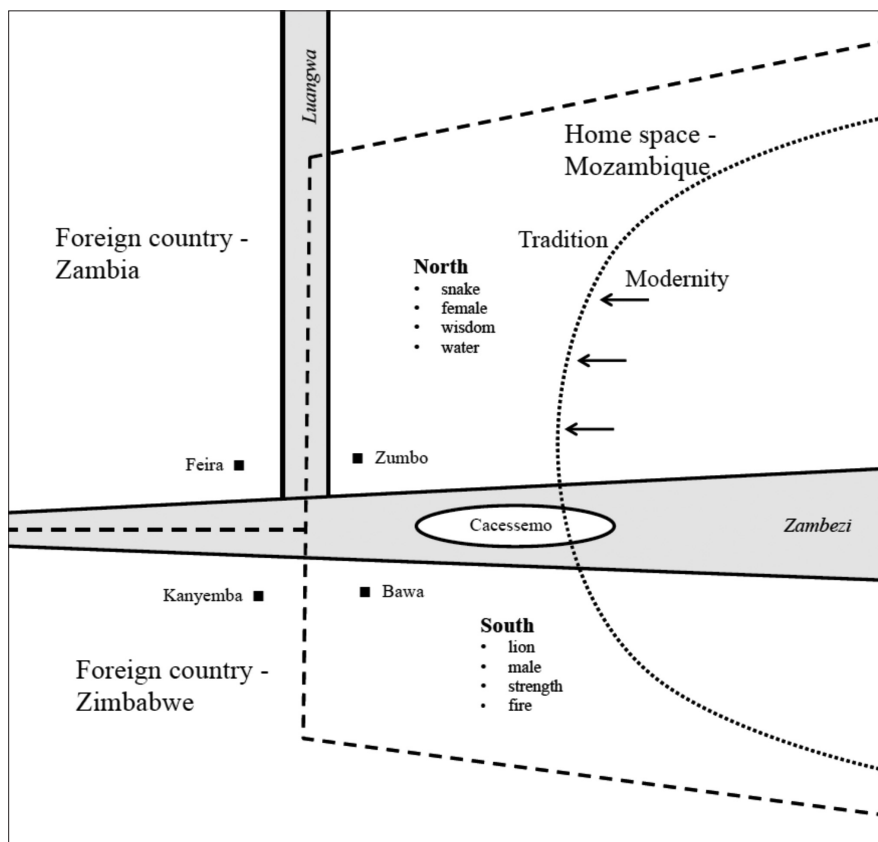 Luangwa
Home space -
Mozambique
Foreign country -
Zambia
Tradition
Modernity
North
• snake
• female
• wisdom
• water
Feira
Zumbo
Cacessemo
Zambezi
Kanyemba
Bawa
South
• lion
• male
• strength
• fire
Foreign country -
Zimbabwe